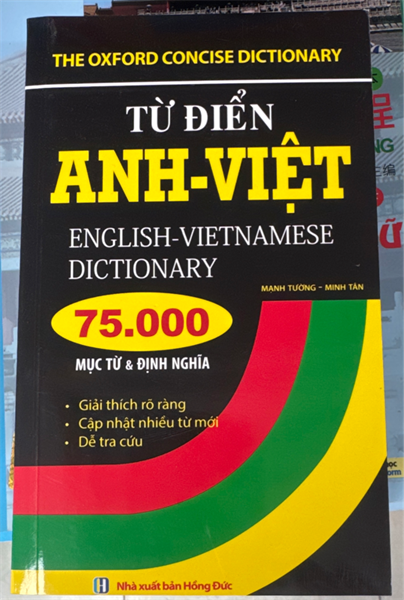 THE OXFORD CONCISE DICTIONARY
TỪ ĐIỂN
ANH-VIỆT
ENGLISH-VIETNAMESE
DICTIONARY
MẠNH TƯỜNG - MINH TÂN
75.000
MỤC TỪ & ĐỊNH NGHĨA
• Giải thích rõ ràng
• Cập nhật nhiều từ mới
• Dễ tra cứu
Nhà xuất bản Hồng Đức
程